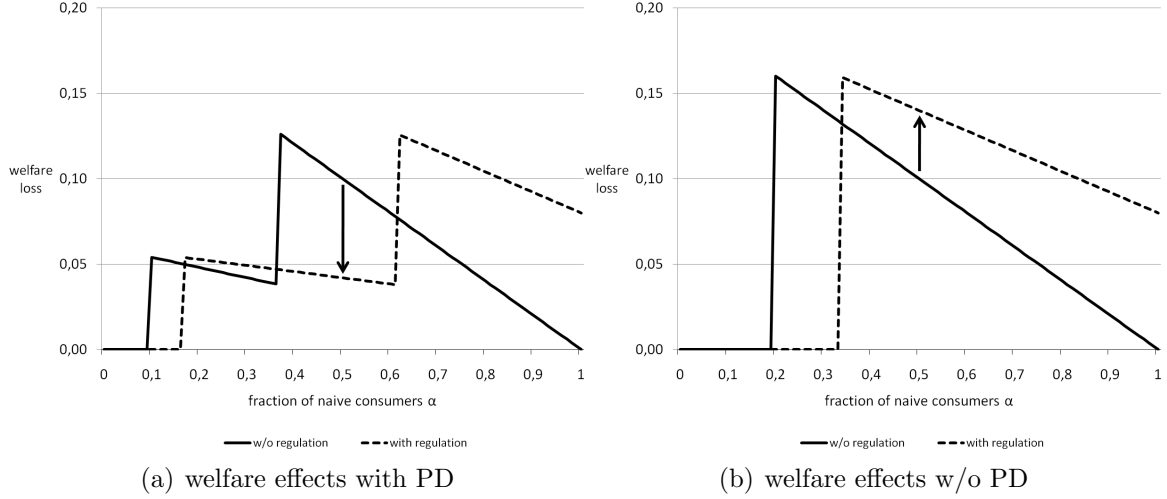 0,20
0,15
0,10
0,05
0,00
welfare
loss
0 0,1 0,2 0,3 0,4 0,5 0,6 0,7 0,8 0,9 1
fraction of naive consumers α
w/o regulation with regulation
(a) welfare effects with PD
0,20
0,15
0,10
0,05
0,00
welfare
loss
0 0,1 0,2 0,3 0,4 0,5 0,6 0,7 0,8 0,9 1
fraction of naive consumers α
w/o regulation with regulation
(b) welfare effects w/o PD